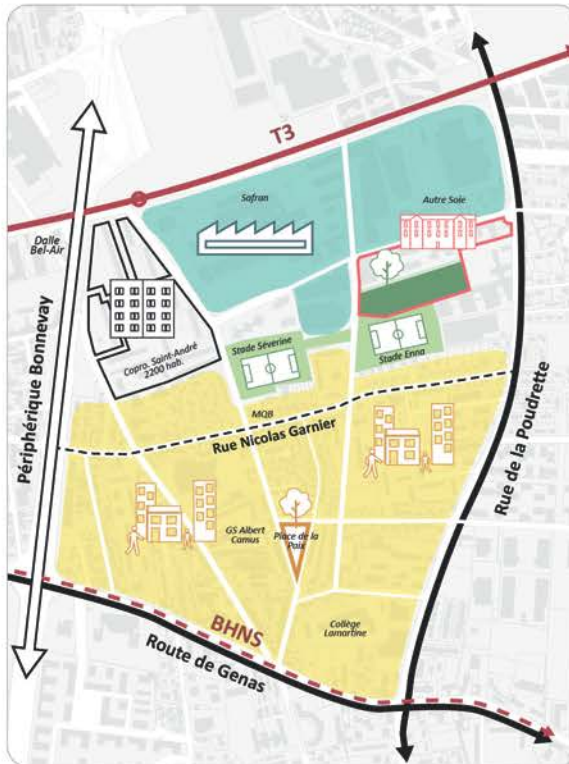 T3
Safran
Autre Soie
Dalle
Bel-Air
Copro. Saint-André
2200 hab.
Stade Séverine
Stade Enna
Périphérique Bonnevay
MQB
Rue Nicolas Garnier
Rue de la Poudrette
GS Albert
Camus
Place de la
Paix
Collège
Lamartine
BHNS
Route de Genas